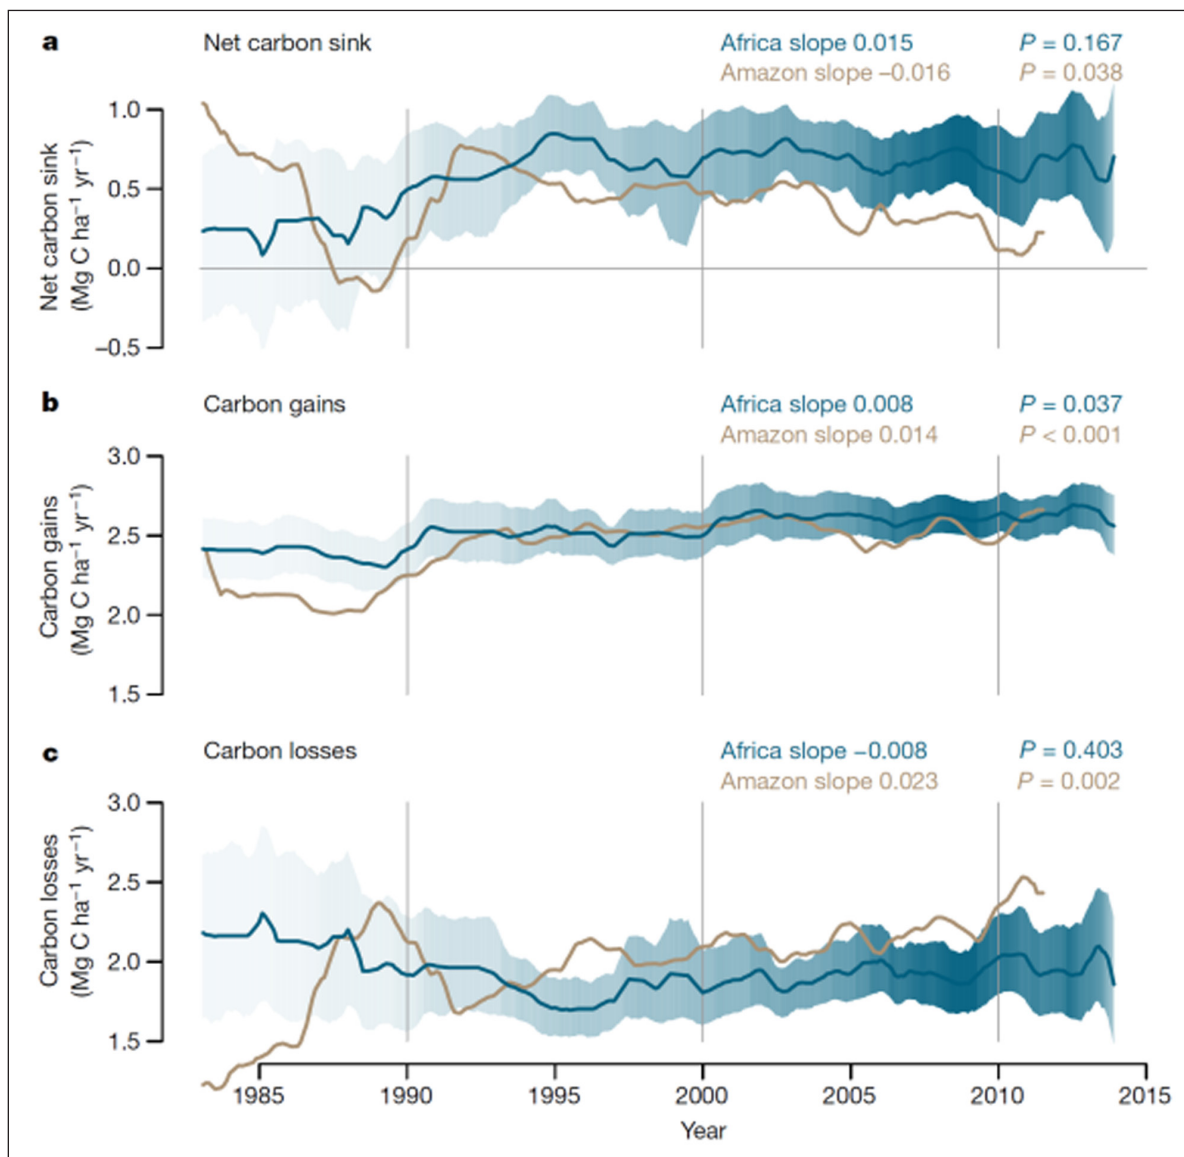 a Net carbon sink Africa slope 0.015 P = 0.167
Amazon slope –0.016 P = 0.038
Net carbon sink
(Mg C ha⁻¹ yr⁻¹)
1.0
0.5
0.0
–0.5
b Carbon gains Africa slope 0.008 P = 0.037
Amazon slope 0.014 P < 0.001
Carbon gains
(Mg C ha⁻¹ yr⁻¹)
3.0
2.5
2.0
1.5
c Carbon losses Africa slope –0.008 P = 0.403
Amazon slope 0.023 P = 0.002
Carbon losses
(Mg C ha⁻¹ yr⁻¹)
3.0
2.5
2.0
1.5
1985 1990 1995 2000 2005 2010 2015
Year